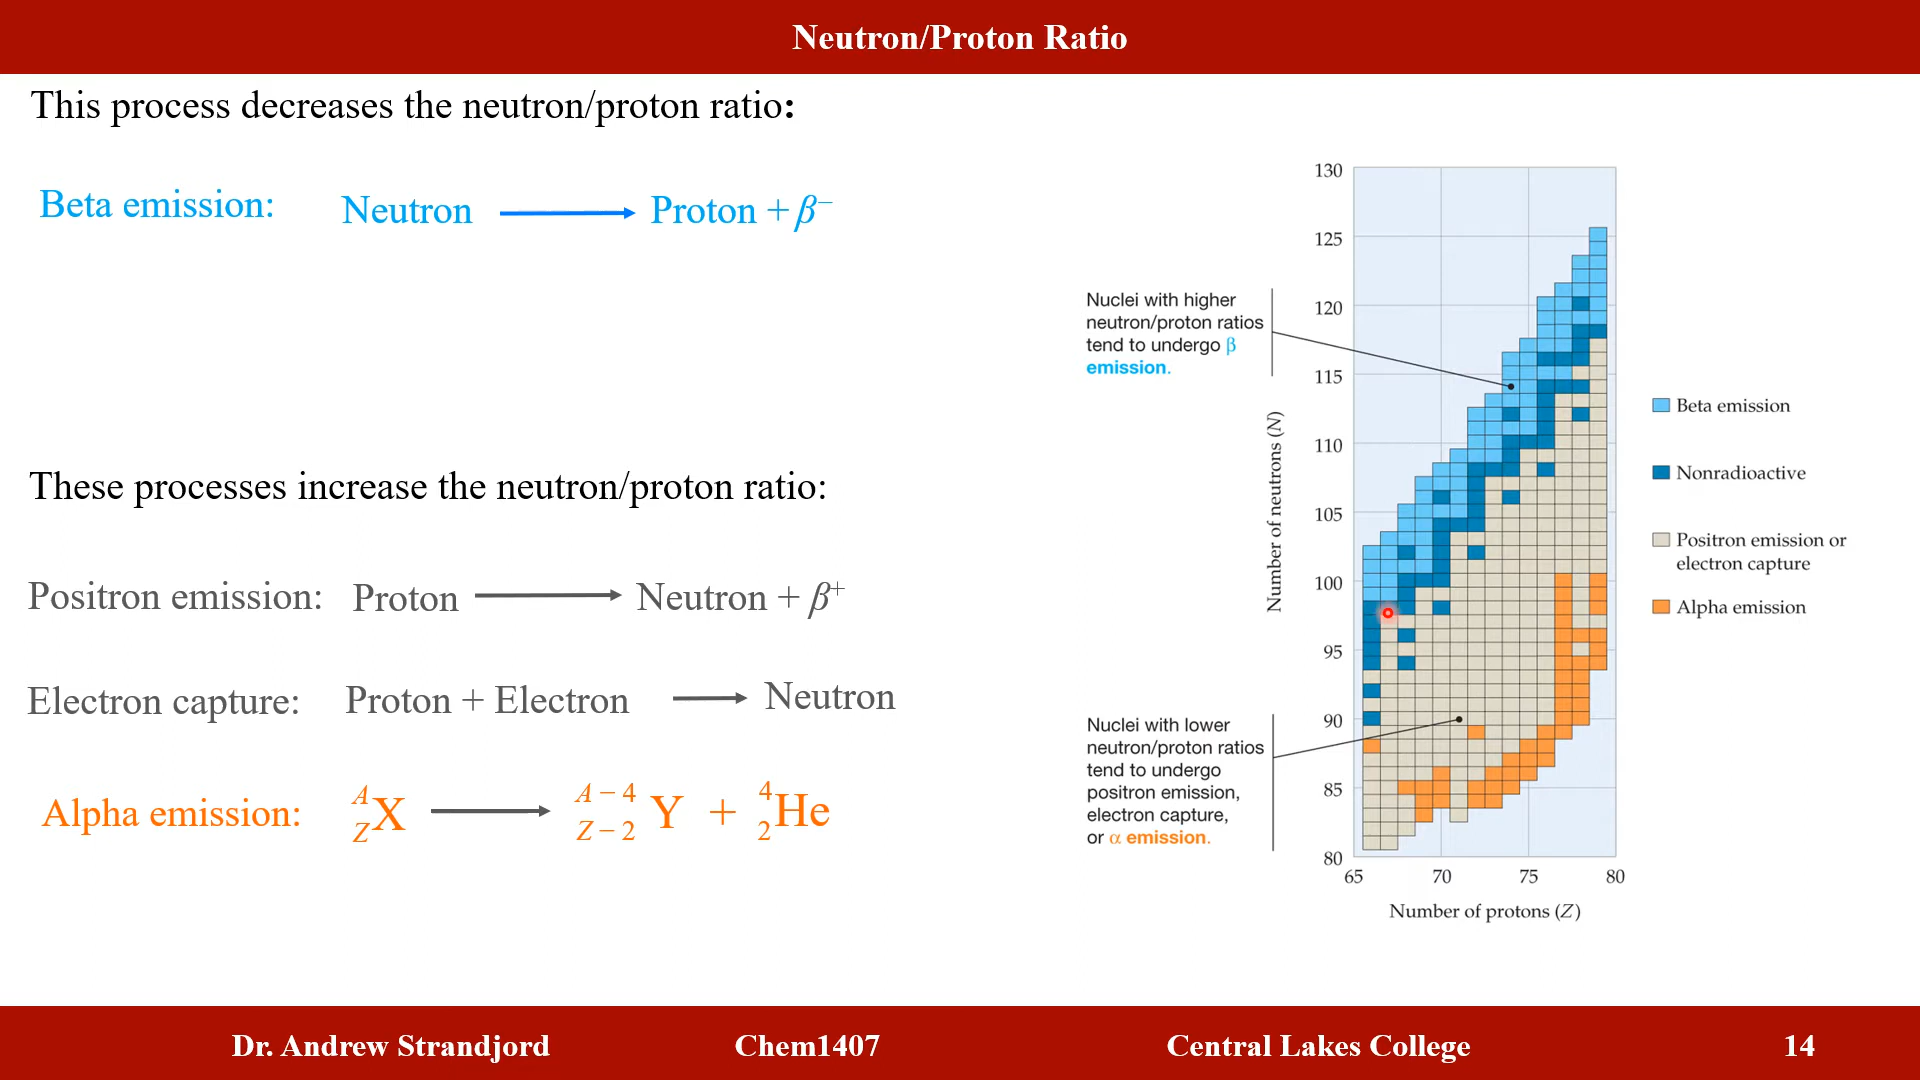 Neutron/Proton Ratio
This process decreases the neutron/proton ratio:
Beta emission: Neutron ⟶ Proton + β⁻
These processes increase the neutron/proton ratio:
Positron emission: Proton ⟶ Neutron + β⁺
Electron capture: Proton + Electron ⟶ Neutron
Alpha emission: ᴬ_Z X ⟶ ᴬ⁻⁴_Z₋₂ Y + ⁴₂He
Nuclei with higher
neutron/proton ratios
tend to undergo β
emission.
Nuclei with lower
neutron/proton ratios
tend to undergo
positron emission,
electron capture,
or α emission.
Number of neutrons (N)
130
125
120
115
110
105
100
95
90
85
80
65 70 75 80
Number of protons (Z)
Beta emission
Nonradioactive
Positron emission or
electron capture
Alpha emission
Dr. Andrew Strandjord Chem1407 Central Lakes College 14